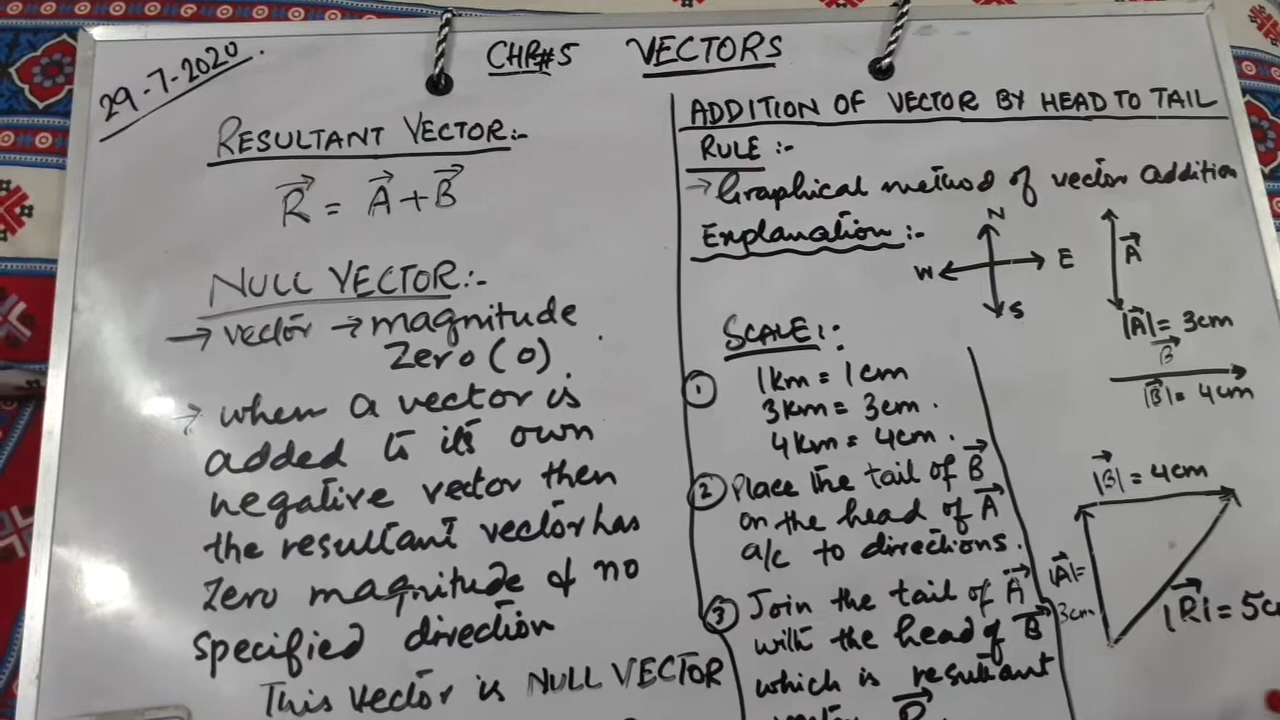 29-7-2020.
CHP#5 VECTORS
RESULTANT VECTOR:-
R⃗ = A⃗ + B⃗
NULL VECTOR:-
→ vector → magnitude
Zero (0)
→ when a vector is
added to its own
negative vector then
the resultant vector has
Zero magnitude & no
specified direction
This vector is NULL VECTOR
ADDITION OF VECTOR BY HEAD TO TAIL
RULE :-
→ Graphical method of vector addition
Explanation :-
N
W E
S
A⃗
|A⃗| = 3cm
B⃗
|B⃗| = 4cm
SCALE:-
① 1km = 1cm
3km = 3cm.
4km = 4cm.
② Place the tail of B⃗
on the head of A⃗
a/c to directions.
③ Join the tail of A⃗
with the head of B⃗
which is resultant
R⃗
|B⃗| = 4cm
|A⃗| =
3cm
|R⃗| = 5c